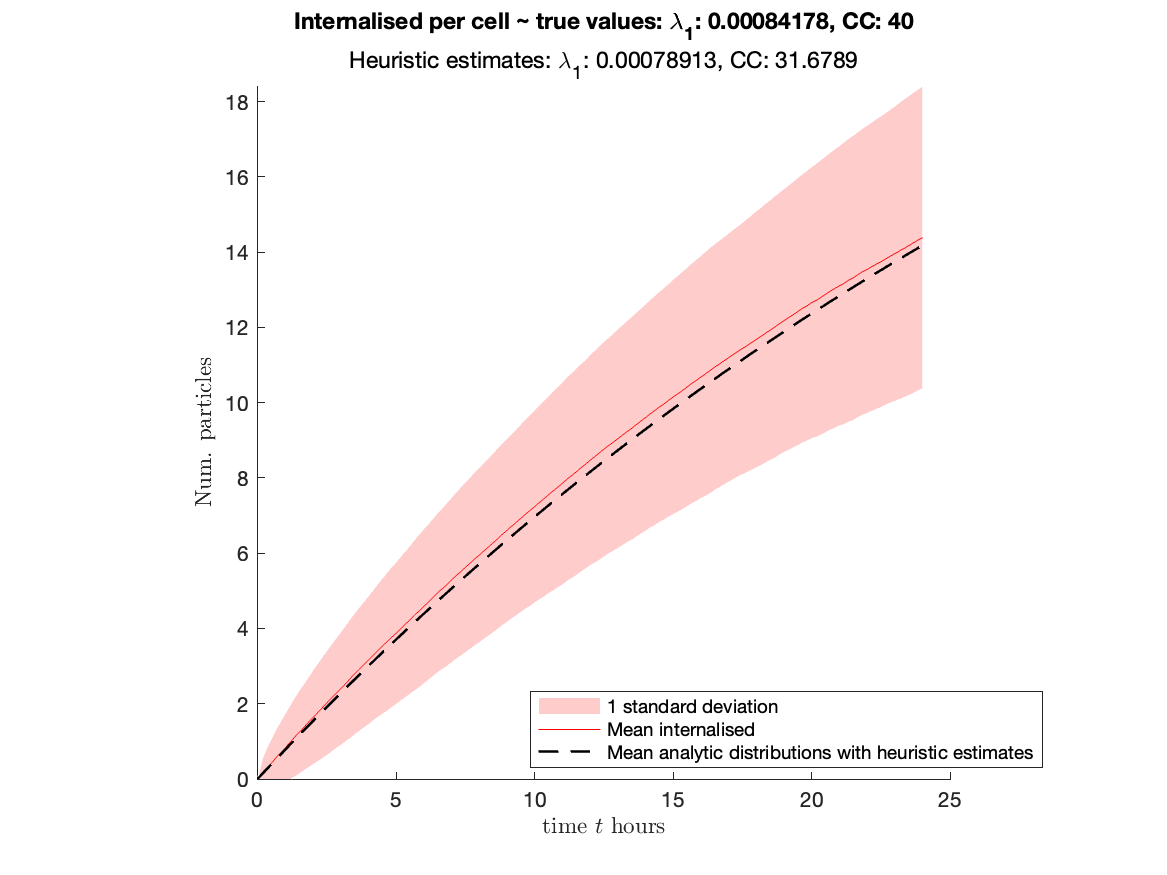 Internalised per cell ~ true values: λ1: 0.00084178, CC: 40
Heuristic estimates: λ1: 0.00078913, CC: 31.6789
18
16
14
12
10
8
6
4
2
0
Num. particles
0 5 10 15 20 25
time t hours
1 standard deviation
Mean internalised
Mean analytic distributions with heuristic estimates